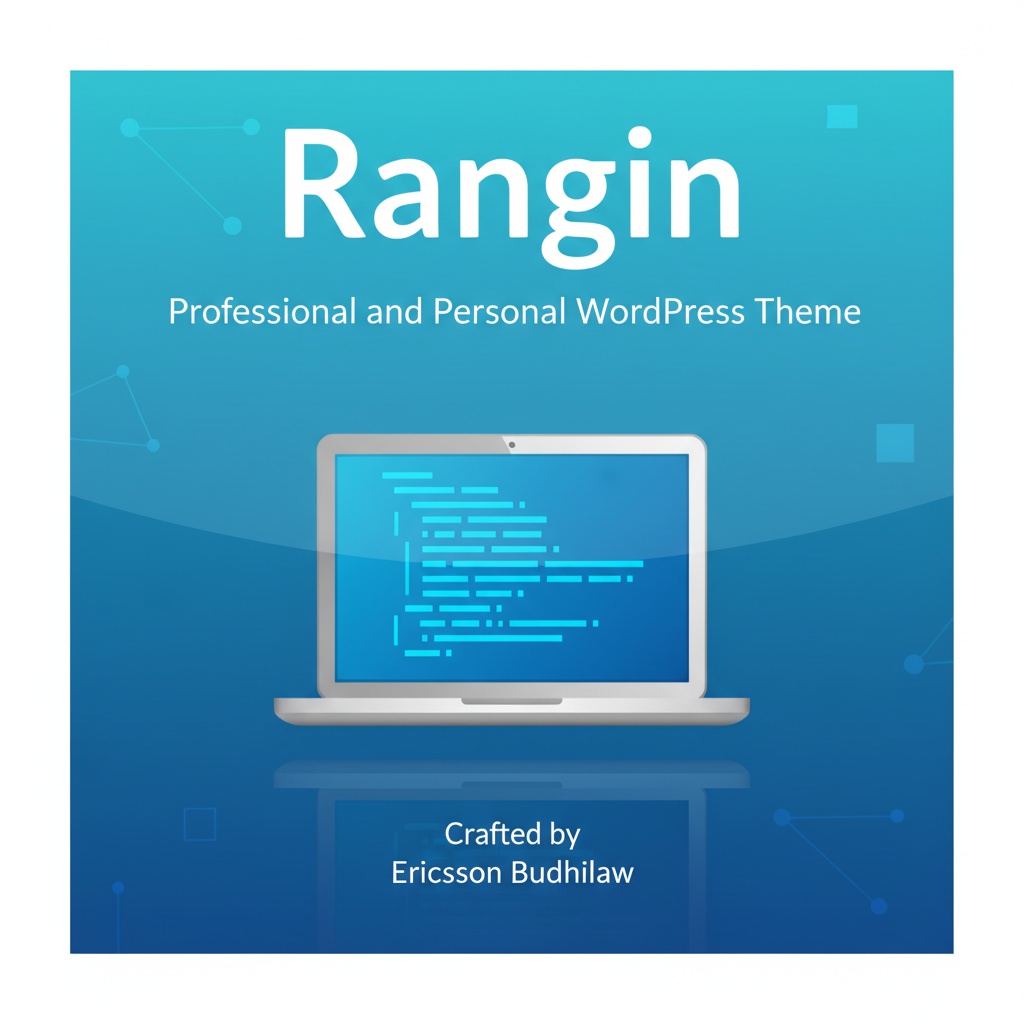 Rangin
Professional and Personal WordPress Theme
Crafted by
Ericsson Budhilaw